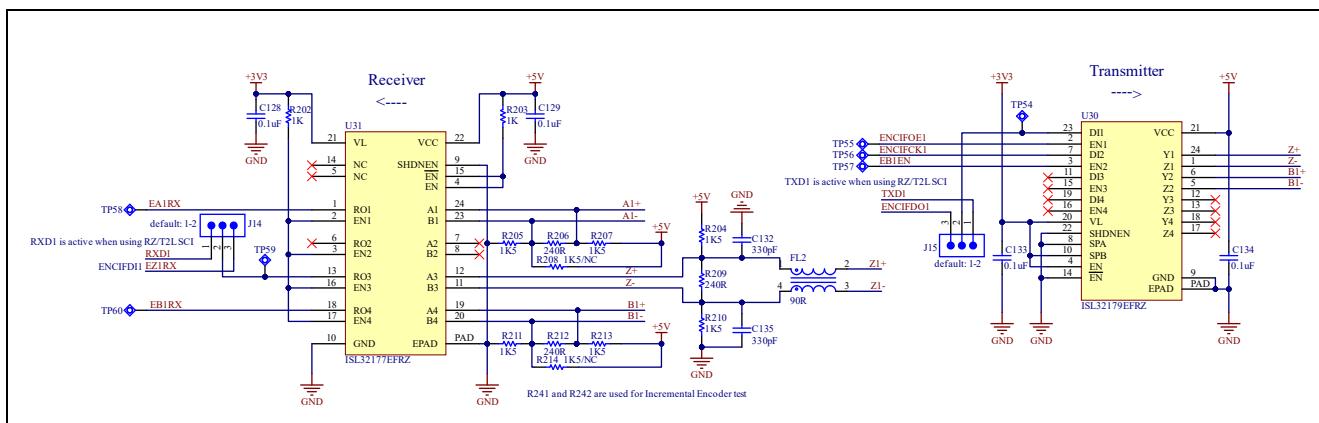 Receiver
<----
+3V3
+5V
C128
0.1uF
GND
R202
1K
U31
R203
1K
C129
0.1uF
GND
21 VL VCC 22
14 NC SHDNEN 9
5 NC EN 15
EN 4
TP58 EA1RX 1 RO1 A1 24 A1+
2 EN1 B1 23 A1-
default: 1-2 J14
RXD1 is active when using RZ/T2L SCI
TP59
1 2 3
RXD1
ENCIFDI1 EZ1RX
6 RO2 A2 7
3 EN2 B2 8
13 RO3 A3 12 Z+
16 EN3 B3 11 Z-
TP60 EB1RX 18 RO4 A4 19 B1+
17 EN4 B4 20 B1-
10 GND EPAD PAD
ISL32177EFRZ
GND
GND
R205
1K5
R206
240R
R207
1K5
+5V
R208 1K5/NC
R211
1K5
R212
240R
R213
1K5
+5V
R214 1K5/NC
R241 and R242 are used for Incremental Encoder test
GND
R204
1K5
C132
330pF
R209
240R
R210
1K5
C135
330pF
+5V
GND
FL2
2 Z1+
4 3 Z1-
90R
Transmitter
---->
+3V3
+5V
TP54
U30
TP55 ENCIFOE1
TP56 ENCIFCK1
TP57 EB1EN
TXD1 is active when using RZ/T2L SCI
TXD1
ENCIFDO1
3 2 1
J15
default: 1-2
23 DI1 VCC 21
2 EN1 Y1 24 Z+
7 DI2 Z1 1 Z-
3 EN2 Y2 6 B1+
11 DI3 Z2 5 B1-
15 EN3 Y3 12
19 DI4 Z3 13
16 EN4 Y4 18
20 VL Z4 17
22 SHDNEN
8 SPA
10 SPB
4 EN GND 9
14 EN EPAD PAD
ISL32179EFRZ
C133
0.1uF
C134
0.1uF
GND
GND
GND